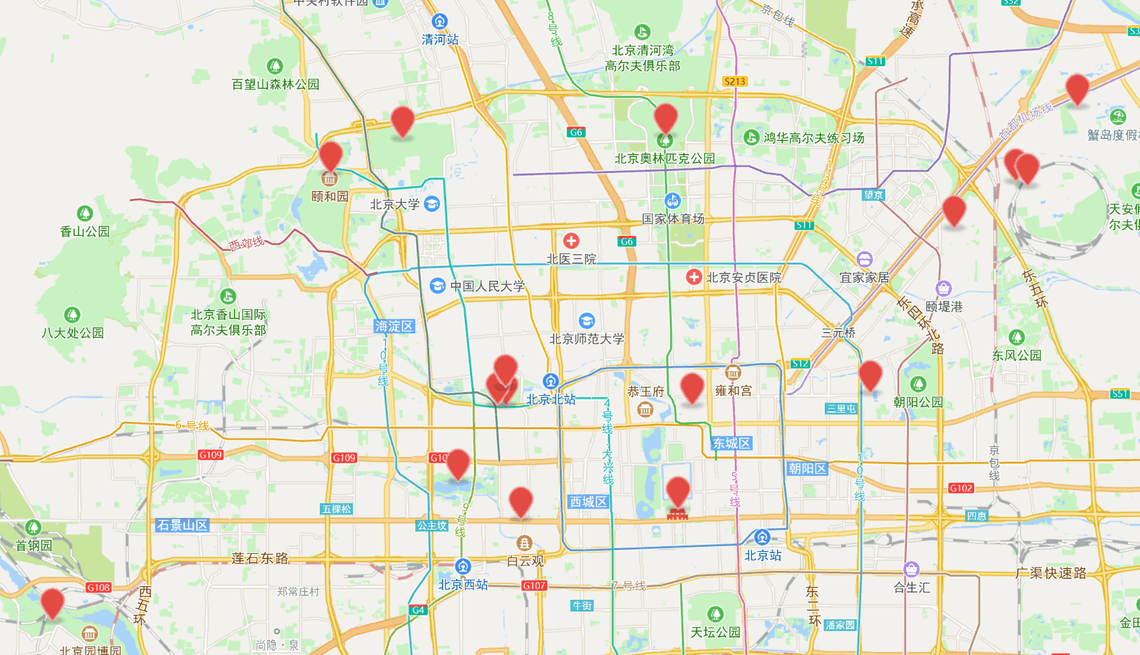 中关村软件园
清河站
8号线
北京清河湾
高尔夫俱乐部
京包线
承高速
S32
S11
S213
百望山森林公园
G6
首都机场线
蟹岛度假
北京奥林匹克公园
鸿华高尔夫练习场
颐和园
北京大学
望京
国家体育场
S11
香山公园
西郊线
G6
北医三院
北京安贞医院
宜家家居
颐堤港
东五环
中国人民大学
北京香山国际
高尔夫俱乐部
八大处公园
海淀区
北京师范大学
三元桥
东四环北路
东风公园
10号线
S12
恭王府
雍和宫
北京北站
朝阳公园
S51
三里屯
4号线大兴线
6号线
东城区
G109
G109
朝阳区
京包线
5号线
10号线
G102
五棵松
公主坟
9号线
西城区
四惠
石景山区
首钢园
白云观
北京站
莲石东路
北京西站
合生汇
广渠快速路
G108
G107
7号线
郑常庄村
西五环
G4
牛街
东二环
潘家园
天坛公园
尚隐·泉
北京园博园